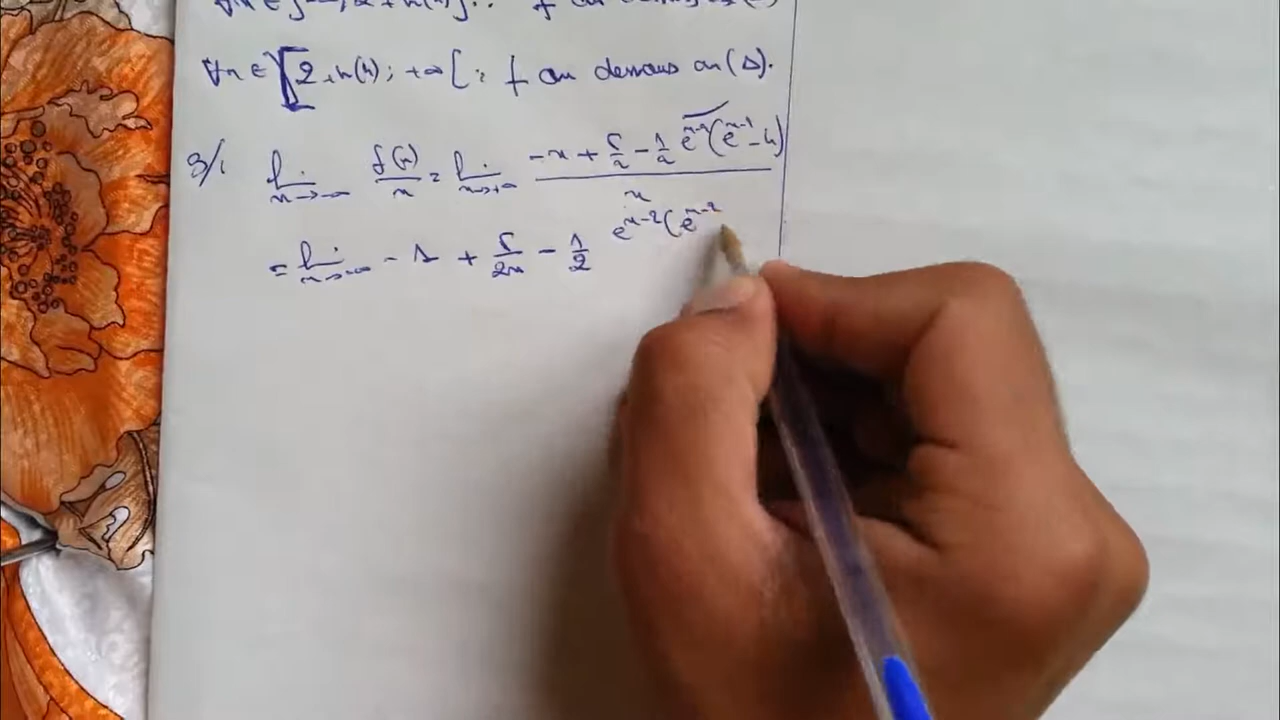 ∀x ∈ [2+ln(4); +∞[ : f au dessous on (Δ).
3/. lim x→-∞ f(x)/x = lim x→+∞ (-x + 5/2 - 1/2 e^(x-2)(e^(x-2) - 4))/x
= lim x→-∞ -1 + 5/2x - 1/2 e^(x-2)(e^(x-2)